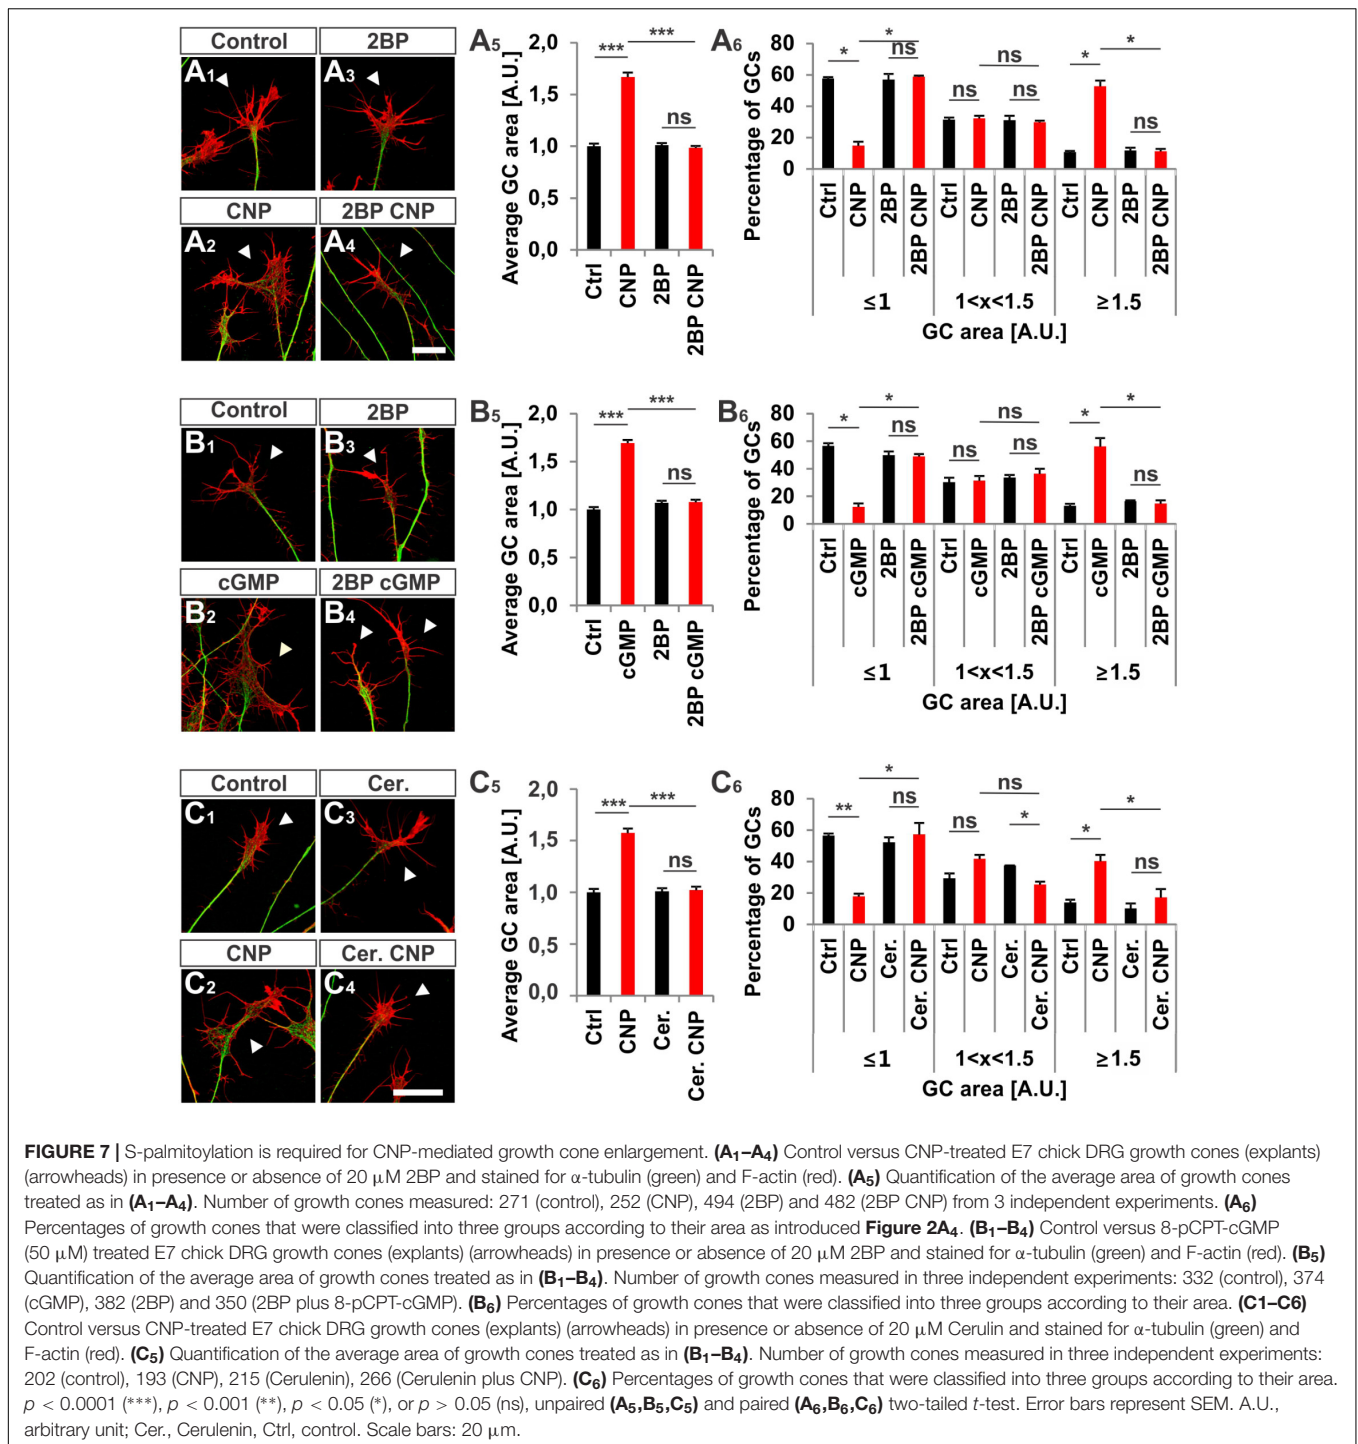 Control
2BP
A1
A3
CNP
2BP CNP
A2
A4
A5
2,0
1,5
1,0
0,5
0,0
Average GC area [A.U.]
***
***
ns
Ctrl
CNP
2BP
2BP CNP
A6
80
60
40
20
0
Percentage of GCs
*
*
ns
ns
ns
ns
*
*
ns
Ctrl
CNP
2BP
2BP CNP
Ctrl
CNP
2BP
2BP CNP
Ctrl
CNP
2BP
2BP CNP
≤1
1<x<1.5
≥1.5
GC area [A.U.]
Control
2BP
B1
B3
cGMP
2BP cGMP
B2
B4
B5
2,0
1,5
1,0
0,5
0,0
Average GC area [A.U.]
***
***
ns
Ctrl
cGMP
2BP
2BP cGMP
B6
80
60
40
20
0
Percentage of GCs
*
*
ns
ns
ns
ns
*
*
ns
Ctrl
cGMP
2BP
2BP cGMP
Ctrl
cGMP
2BP
2BP cGMP
Ctrl
cGMP
2BP
2BP cGMP
≤1
1<x<1.5
≥1.5
GC area [A.U.]
Control
Cer.
C1
C3
CNP
Cer. CNP
C2
C4
C5
2,0
1,5
1,0
0,5
0,0
Average GC area [A.U.]
***
***
ns
Ctrl
CNP
Cer.
Cer. CNP
C6
80
60
40
20
0
Percentage of GCs
**
*
ns
ns
ns
*
*
*
ns
Ctrl
CNP
Cer.
Cer. CNP
Ctrl
CNP
Cer.
Cer. CNP
Ctrl
CNP
Cer.
Cer. CNP
≤1
1<x<1.5
≥1.5
GC area [A.U.]
FIGURE 7 | S-palmitoylation is required for CNP-mediated growth cone enlargement. (A1–A4) Control versus CNP-treated E7 chick DRG growth cones (explants)
(arrowheads) in presence or absence of 20 μM 2BP and stained for α-tubulin (green) and F-actin (red). (A5) Quantification of the average area of growth cones
treated as in (A1–A4). Number of growth cones measured: 271 (control), 252 (CNP), 494 (2BP) and 482 (2BP CNP) from 3 independent experiments. (A6)
Percentages of growth cones that were classified into three groups according to their area as introduced Figure 2A4. (B1–B4) Control versus 8-pCPT-cGMP
(50 μM) treated E7 chick DRG growth cones (explants) (arrowheads) in presence or absence of 20 μM 2BP and stained for α-tubulin (green) and F-actin (red). (B5)
Quantification of the average area of growth cones treated as in (B1–B4). Number of growth cones measured in three independent experiments: 332 (control), 374
(cGMP), 382 (2BP) and 350 (2BP plus 8-pCPT-cGMP). (B6) Percentages of growth cones that were classified into three groups according to their area. (C1–C6)
Control versus CNP-treated E7 chick DRG growth cones (explants) (arrowheads) in presence or absence of 20 μM Cerulin and stained for α-tubulin (green) and
F-actin (red). (C5) Quantification of the average area of growth cones treated as in (B1–B4). Number of growth cones measured in three independent experiments:
202 (control), 193 (CNP), 215 (Cerulenin), 266 (Cerulenin plus CNP). (C6) Percentages of growth cones that were classified into three groups according to their area.
p < 0.0001 (***), p < 0.001 (**), p < 0.05 (*), or p > 0.05 (ns), unpaired (A5,B5,C5) and paired (A6,B6,C6) two-tailed t-test. Error bars represent SEM. A.U.,
arbitrary unit; Cer., Cerulenin, Ctrl, control. Scale bars: 20 μm.